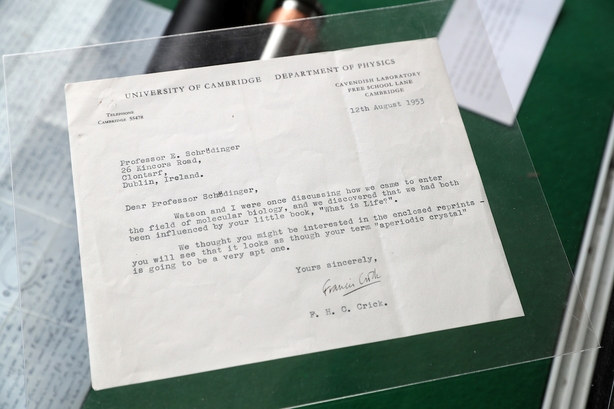 UNIVERSITY OF CAMBRIDGE DEPARTMENT OF PHYSICS
TELEPHONE
CAMBRIDGE 55478
CAVENDISH LABORATORY
FREE SCHOOL LANE
CAMBRIDGE
12th August 1953
Professor E. Schrödinger
26 Kincora Road,
Clontarf,
Dublin, Ireland.
Dear Professor Schrödinger,
Watson and I were once discussing how we came to enter
the field of molecular biology, and we discovered that we had both
been influenced by your little book, "What is Life?".
We thought you might be interested in the enclosed reprints -
you will see that it looks as though your term "aperiodic crystal"
is going to be a very apt one.
Yours sincerely,
Francis Crick
F. H. C. Crick.